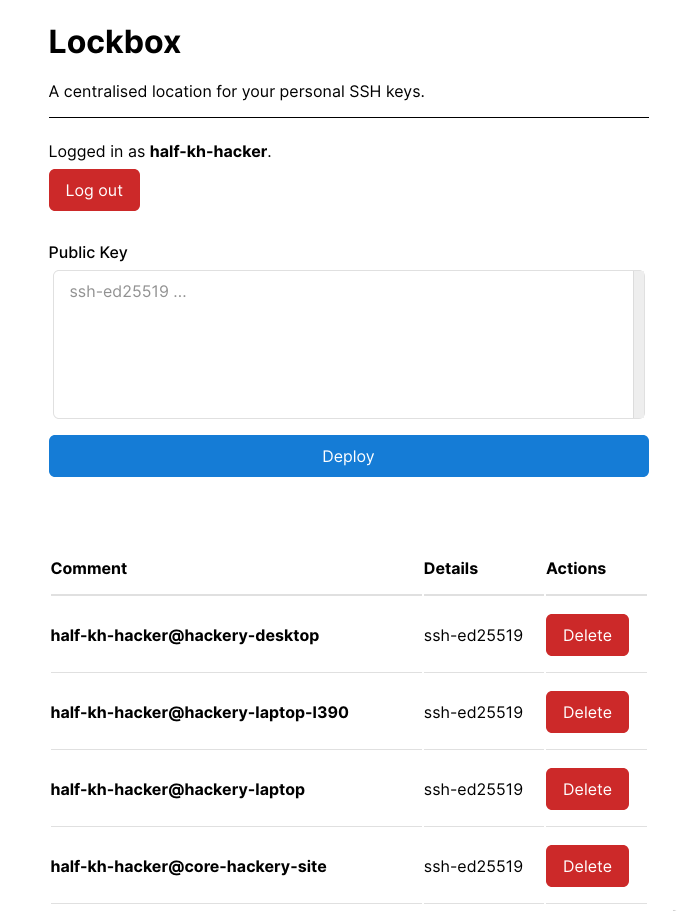 Lockbox
A centralised location for your personal SSH keys.
Logged in as half-kh-hacker.
Log out
Public Key
ssh-ed25519 ...
Deploy
Comment Details Actions
half-kh-hacker@hackery-desktop ssh-ed25519 Delete
half-kh-hacker@hackery-laptop-l390 ssh-ed25519 Delete
half-kh-hacker@hackery-laptop ssh-ed25519 Delete
half-kh-hacker@core-hackery-site ssh-ed25519 Delete